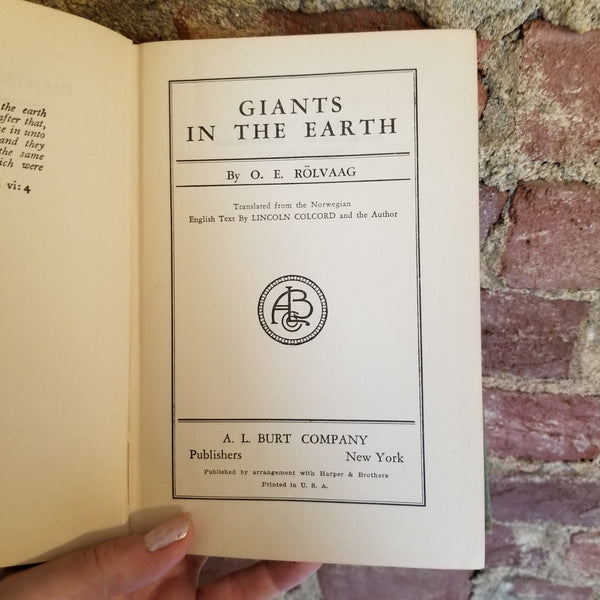 the earth
after that,
e in unto
and they
the same
ich were
vi: 4
GIANTS
IN THE EARTH
By O. E. RÖLVAAG
Translated from the Norwegian
English Text By LINCOLN COLCORD and the Author
A. L. BURT COMPANY
Publishers New York
Published by arrangement with Harper & Brothers
Printed in U. S. A.